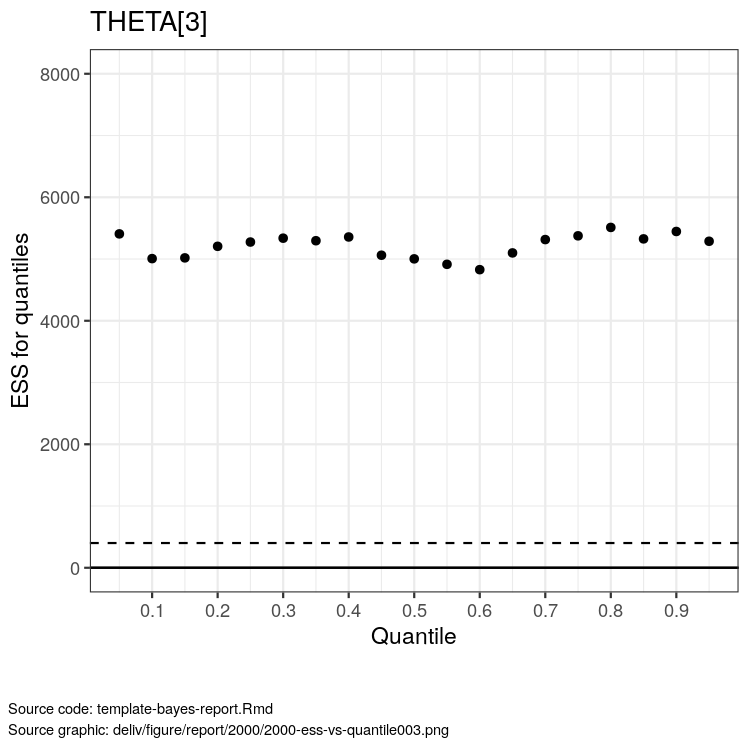 THETA[3]
8000
6000
4000
2000
0
ESS for quantiles
0.1 0.2 0.3 0.4 0.5 0.6 0.7 0.8 0.9
Quantile
Source code: template-bayes-report.Rmd
Source graphic: deliv/figure/report/2000/2000-ess-vs-quantile003.png